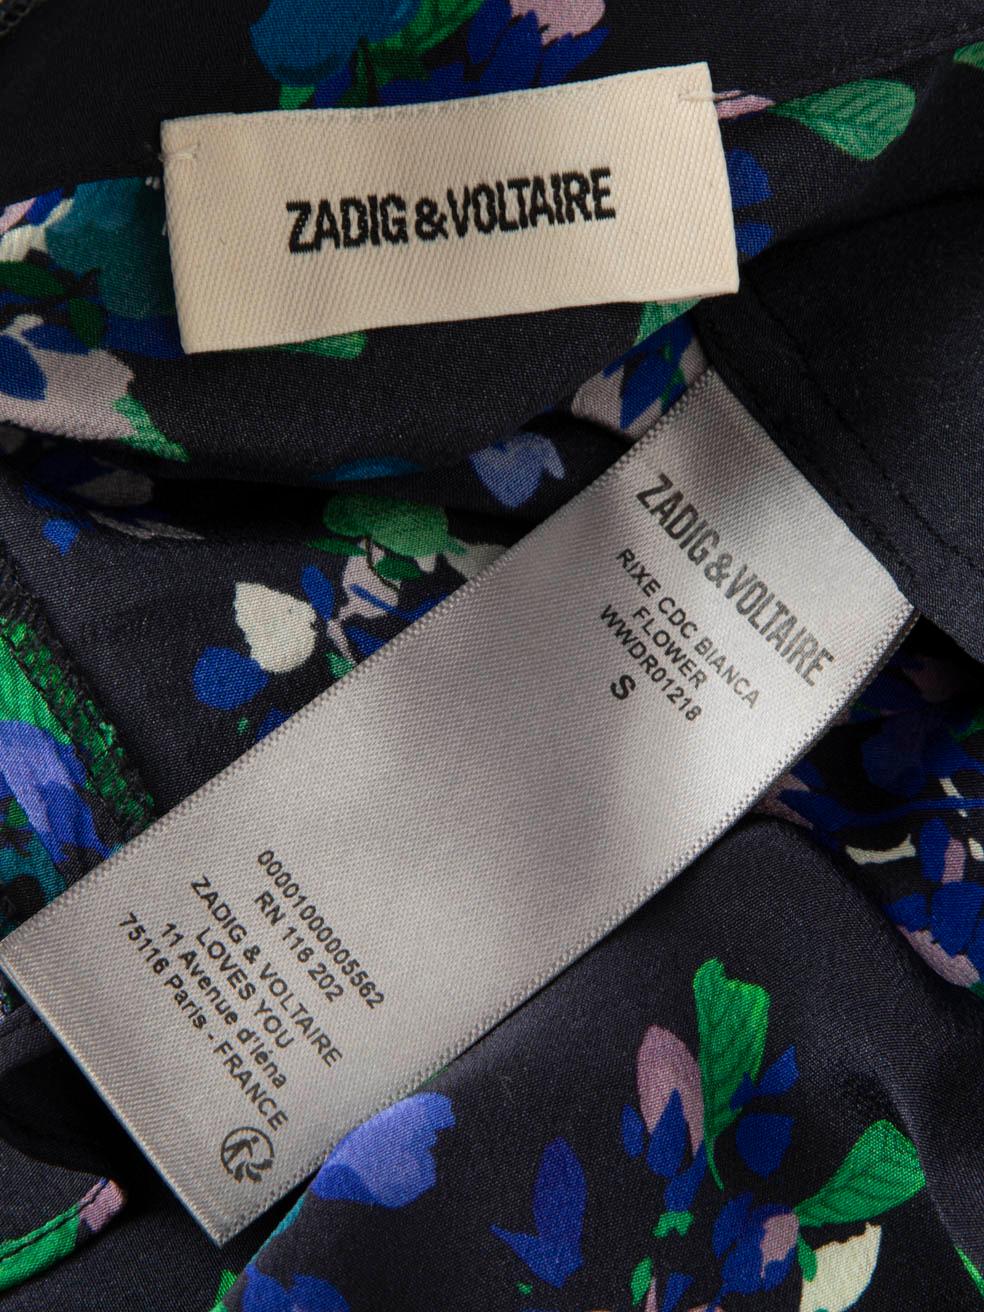 ZADIG & VOLTAIRE
ZADIG & VOLTAIRE
RIXE CDC BIANCA
FLOWER
WWDR01218
S
00001000005562
RN 116 202
ZADIG & VOLTAIRE
LOVES YOU
11 Avenue d'Iéna
75116 Paris - FRANCE